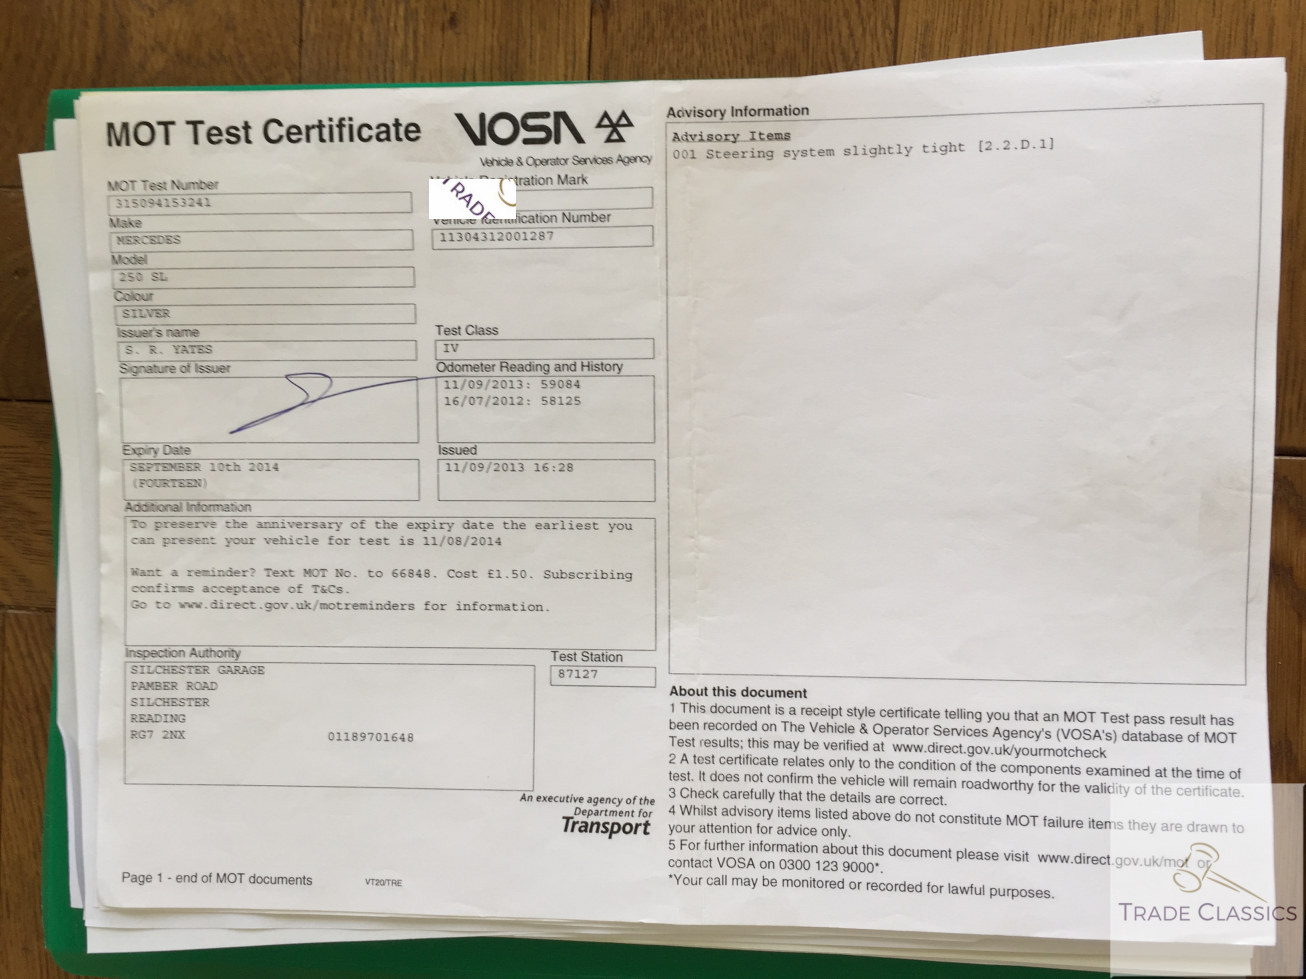 MOT Test Certificate
VOSA
Vehicle & Operator Services Agency
MOT Test Number
315094153241
Make
MERCEDES
Model
250 SL
Colour
SILVER
Issuer's name
S. R. YATES
Signature of Issuer
TRADE
Registration Mark
Vehicle Identification Number
11304312001287
Test Class
IV
Odometer Reading and History
11/09/2013: 59084
16/07/2012: 58125
Expiry Date
SEPTEMBER 10th 2014
(FOURTEEN)
Issued
11/09/2013 16:28
Additional Information
To preserve the anniversary of the expiry date the earliest you
can present your vehicle for test is 11/08/2014
Want a reminder? Text MOT No. to 66848. Cost £1.50. Subscribing
confirms acceptance of T&Cs.
Go to www.direct.gov.uk/motreminders for information.
Inspection Authority
SILCHESTER GARAGE
PAMBER ROAD
SILCHESTER
READING
RG7 2NX 01189701648
Test Station
87127
An executive agency of the
Department for
Transport
Page 1 - end of MOT documents
VT20/TRE
Advisory Information
Advisory Items
001 Steering system slightly tight [2.2.D.1]
About this document
1 This document is a receipt style certificate telling you that an MOT Test pass result has
been recorded on The Vehicle & Operator Services Agency's (VOSA's) database of MOT
Test results; this may be verified at www.direct.gov.uk/yourmotcheck
2 A test certificate relates only to the condition of the components examined at the time of
test. It does not confirm the vehicle will remain roadworthy for the validity of the certificate.
3 Check carefully that the details are correct.
4 Whilst advisory items listed above do not constitute MOT failure items they are drawn to
your attention for advice only.
5 For further information about this document please visit www.direct.gov.uk/mot or
contact VOSA on 0300 123 9000*.
*Your call may be monitored or recorded for lawful purposes.
TRADE CLASSICS